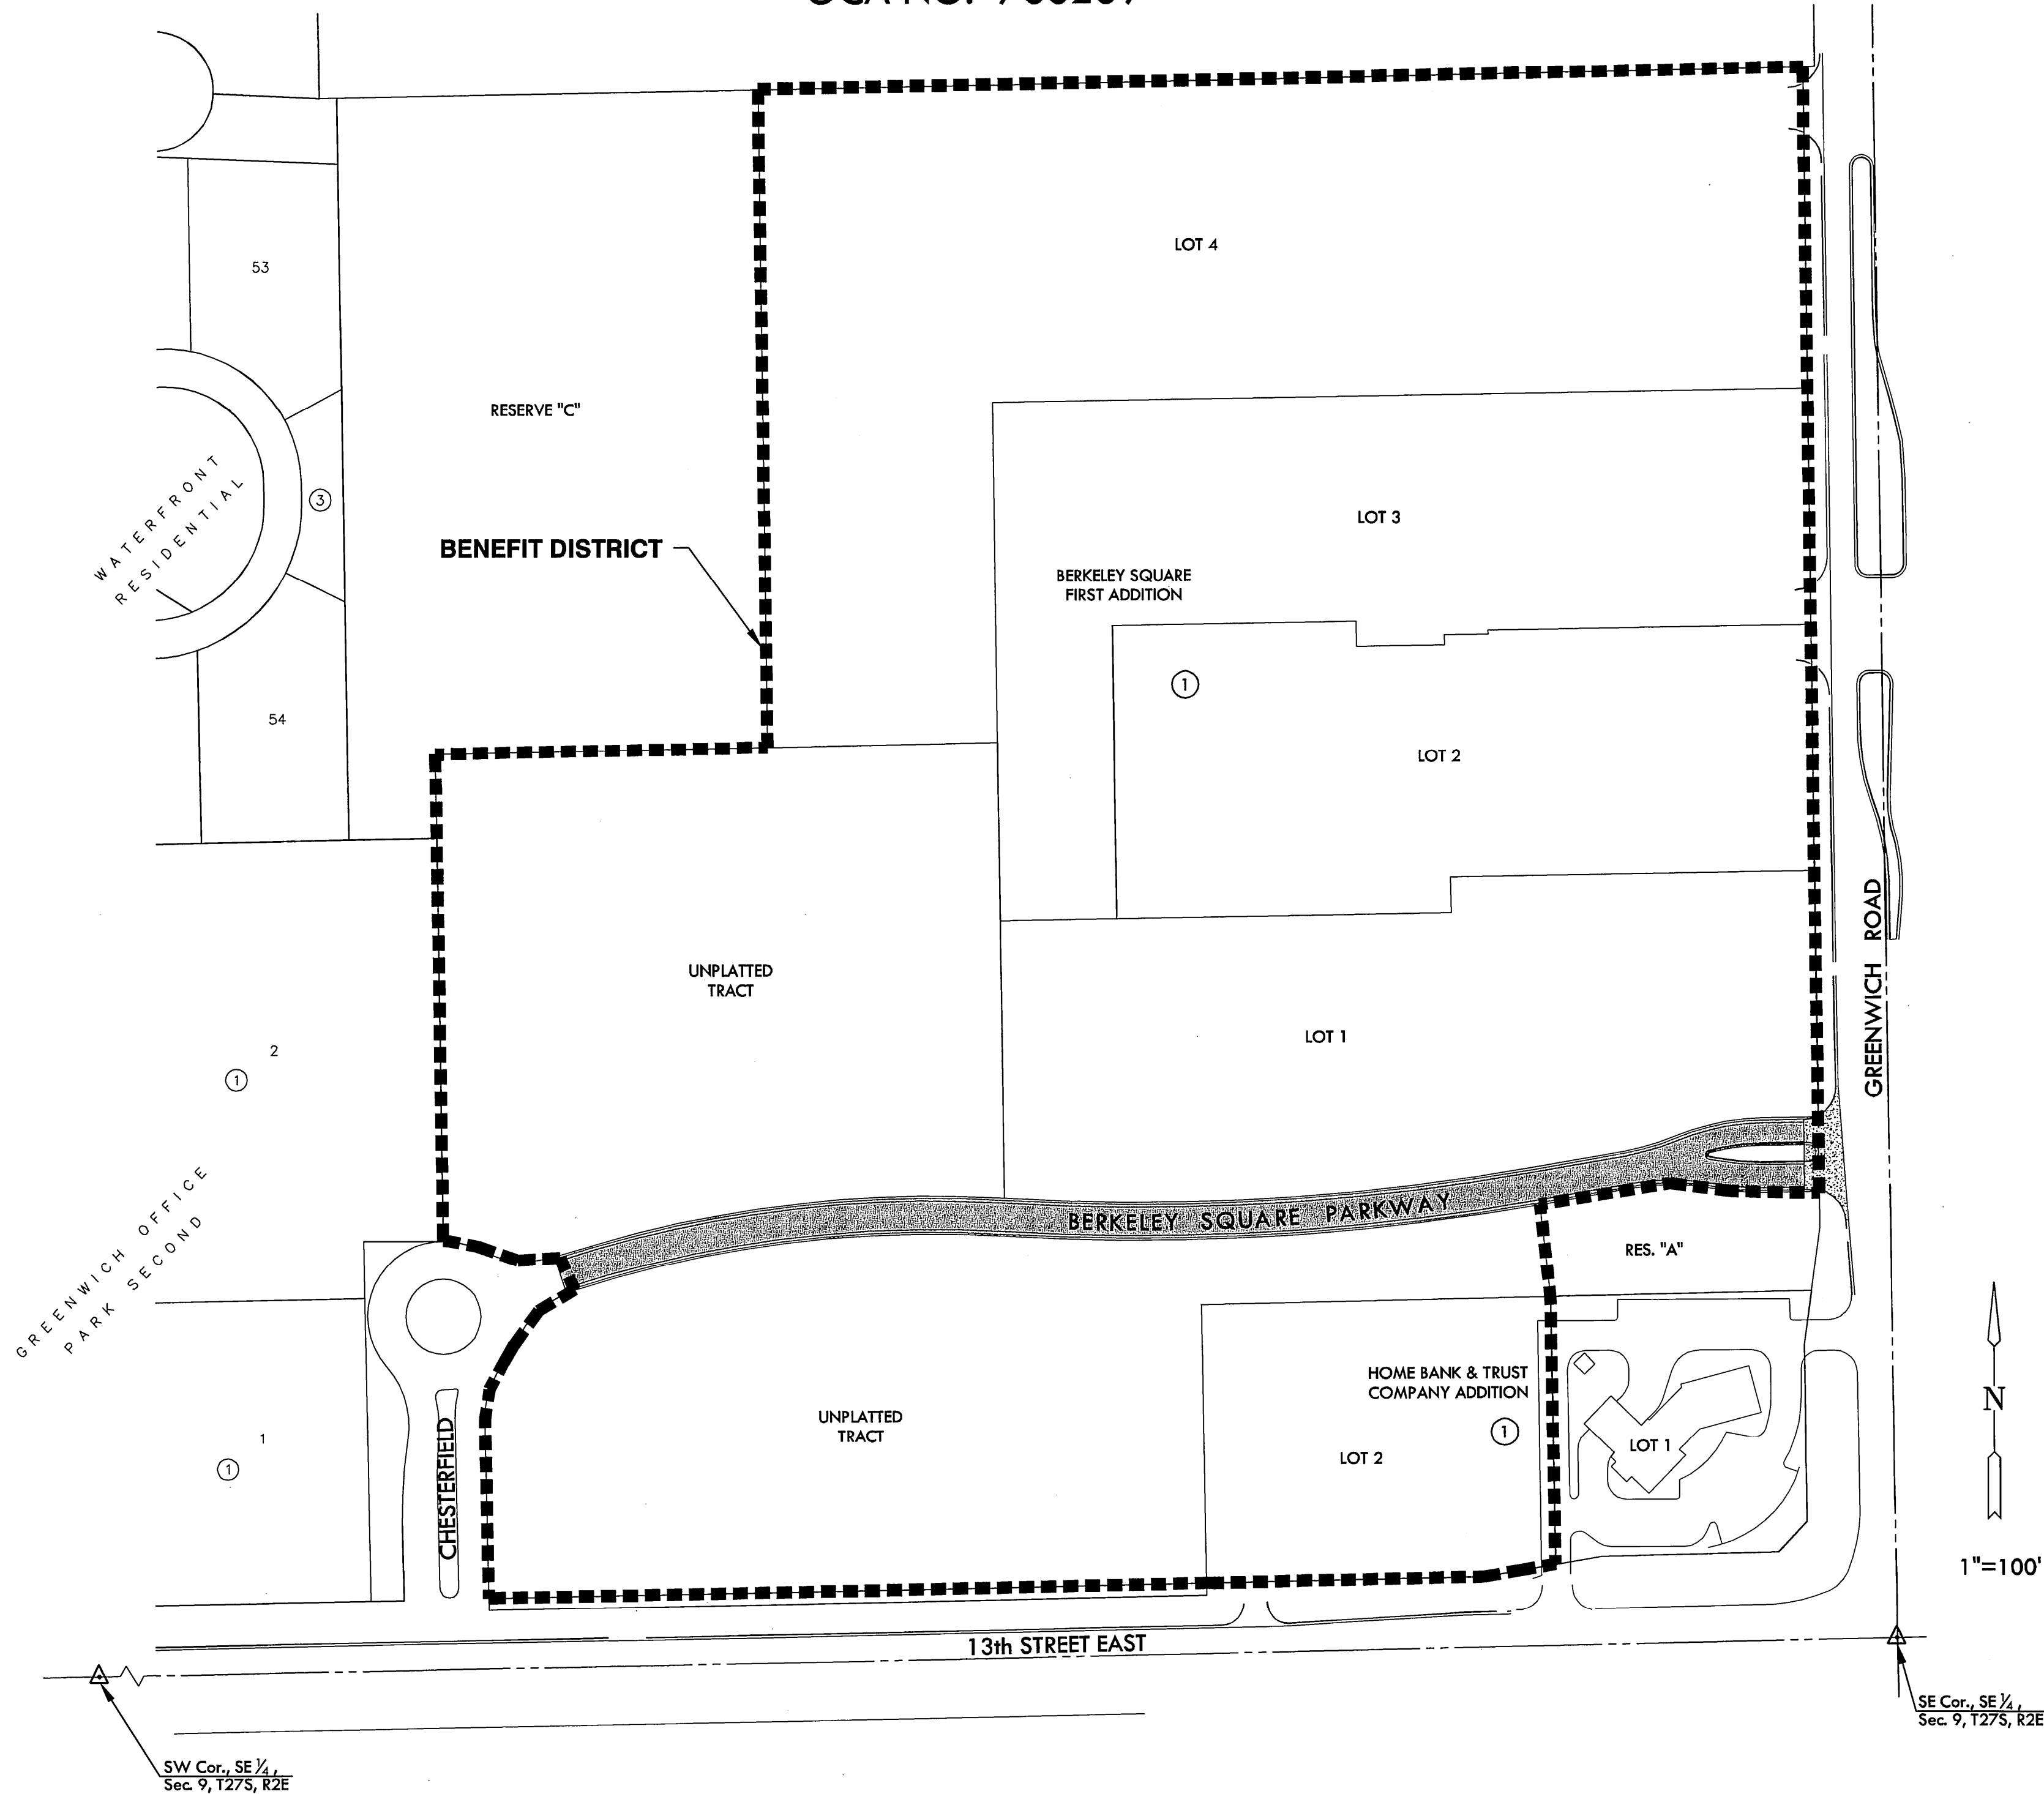 LOT 4
53
RESERVE "C"
WATERFRONT
RESIDENTIAL
3
LOT 3
BENEFIT DISTRICT
BERKELEY SQUARE
FIRST ADDITION
1
54
LOT 2
GREENWICH ROAD
UNPLATTED
TRACT
LOT 1
2
1
BERKELEY SQUARE PARKWAY
GREENWICH OFFICE
PARK SECOND
RES. "A"
HOME BANK & TRUST
COMPANY ADDITION
N
UNPLATTED
TRACT
1
LOT 1
1
1
LOT 2
CHESTERFIELD
1"=100'
13th STREET EAST
SE Cor., SE 1/4,
Sec. 9, T27S, R2E
SW Cor., SE 1/4,
Sec. 9, T27S, R2E